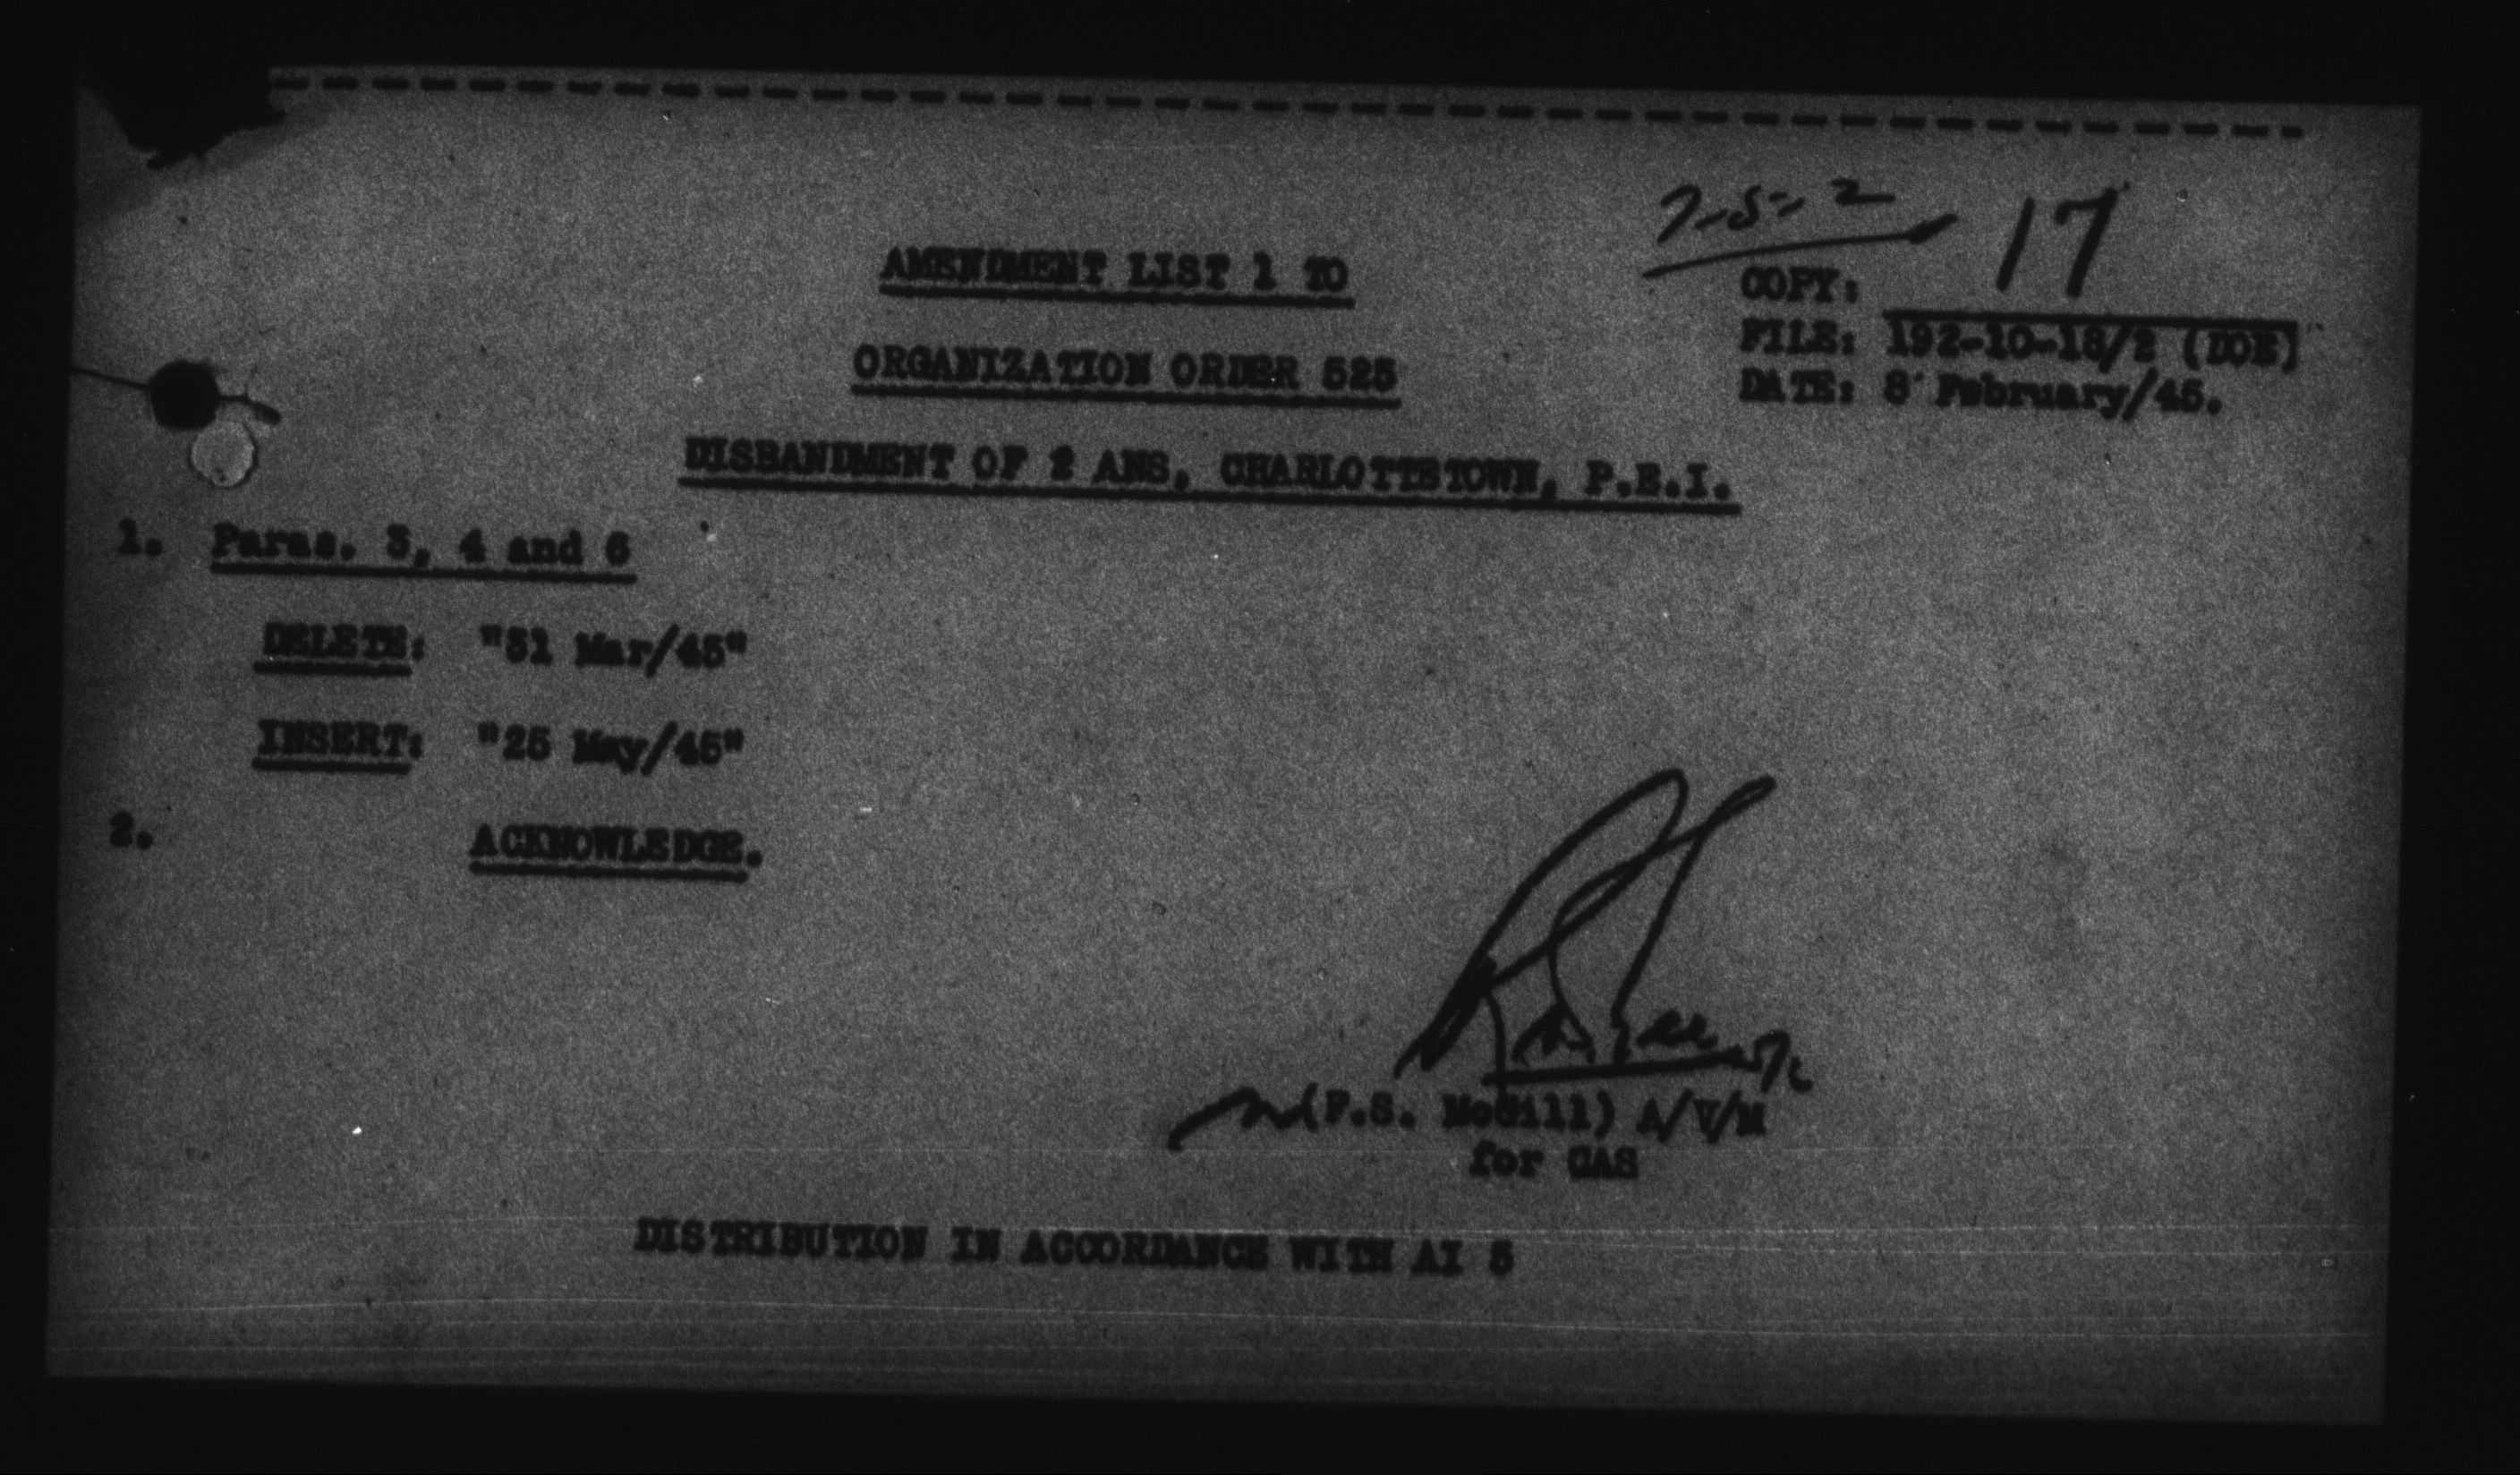 7-5-2
AMENDMENT LIST 1 TO
COPY: 17
ORGANIZATION ORDER 525
FILE: 192-10-18/2 (DOE)
DATE: 8 February/45.
DISBANDMENT OF 2 ANS, CHARLOTTETOWN, P.E.I.
1. Paras. 3, 4 and 6
DELETE: "31 Mar/45"
INSERT: "25 May/45"
2. ACKNOWLEDGE.
(F.S. McGill) A/V/M
for CAS
DISTRIBUTION IN ACCORDANCE WITH AI 5